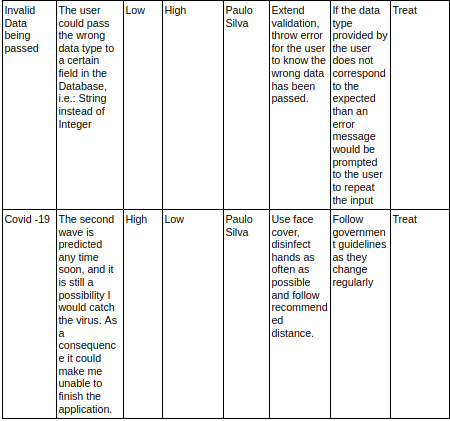 Invalid
Data
being
passed
The user
could pass
the wrong
data type to
a certain
field in the
Database,
i.e.: String
instead of
Integer
Low
High
Paulo
Silva
Extend
validation,
throw error
for the user
to know the
wrong data
has been
passed.
If the data
type
provided by
the user
does not
correspond
to the
expected
than an
error
message
would be
prompted
to the user
to repeat
the input
Treat
Covid -19
The second
wave is
predicted
any time
soon, and it
is still a
possibility I
would catch
the virus. As
a
consequenc
e it could
make me
unable to
finish the
application.
High
Low
Paulo
Silva
Use face
cover,
disinfect
hands as
often as
possible
and follow
recommend
ed
distance.
Follow
governmen
t guidelines
as they
change
regularly
Treat